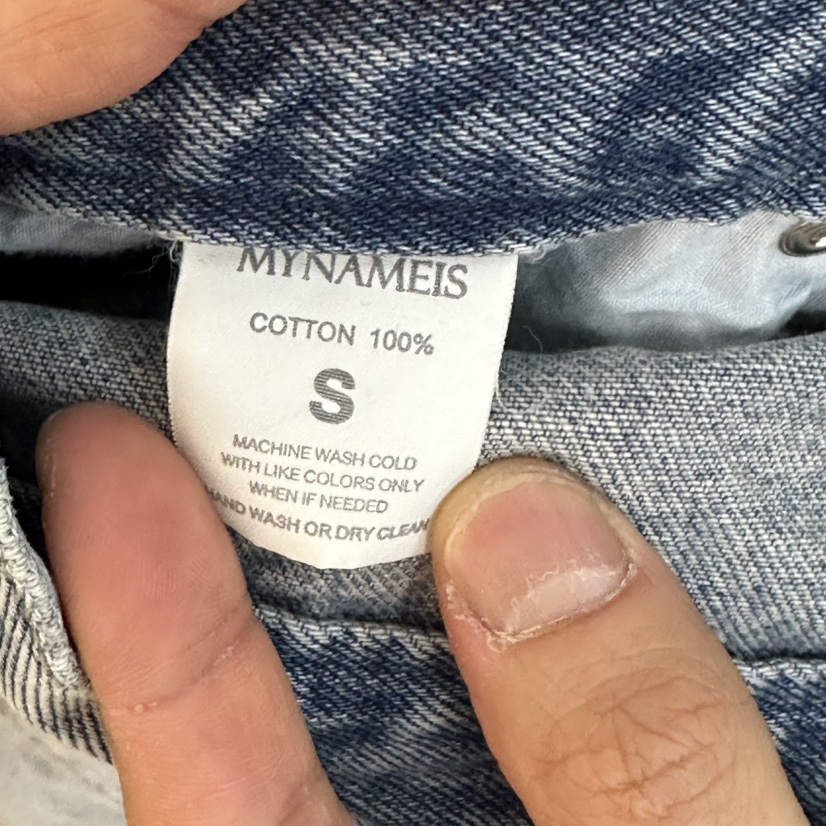 MYNAMEIS
COTTON 100%
S
MACHINE WASH COLD
WITH LIKE COLORS ONLY
WHEN IF NEEDED
HAND WASH OR DRY CLEAN